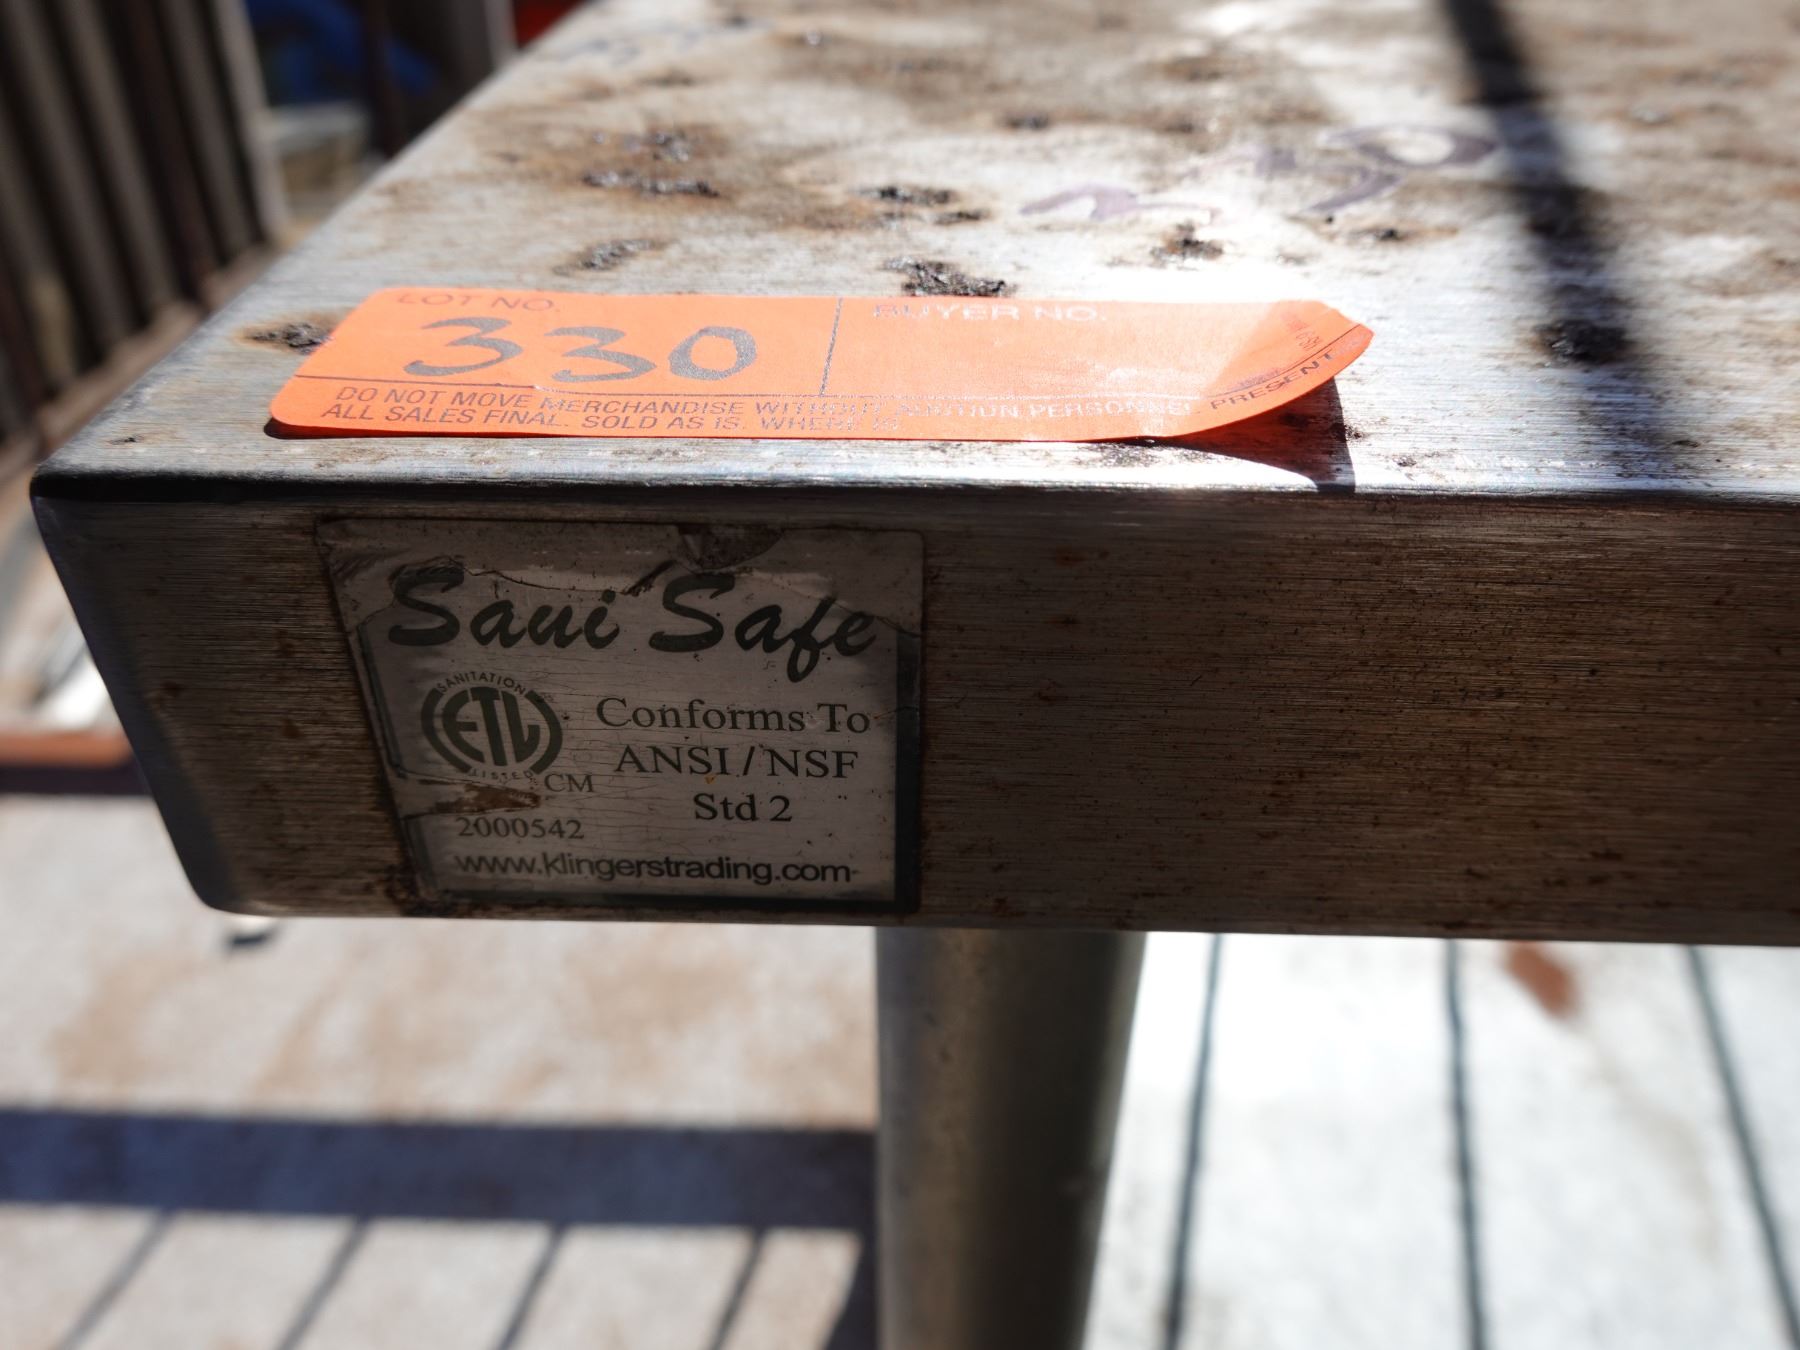 LOT NO.
330
BUYER NO.
DO NOT MOVE MERCHANDISE WITHOUT AUCTION PERSONNEL PRESENT
ALL SALES FINAL. SOLD AS IS. WHERE IS
Sani Safe
SANITATION
ETL
LISTED
CM
2000542
Conforms To
ANSI / NSF
Std 2
www.klingerstrading.com